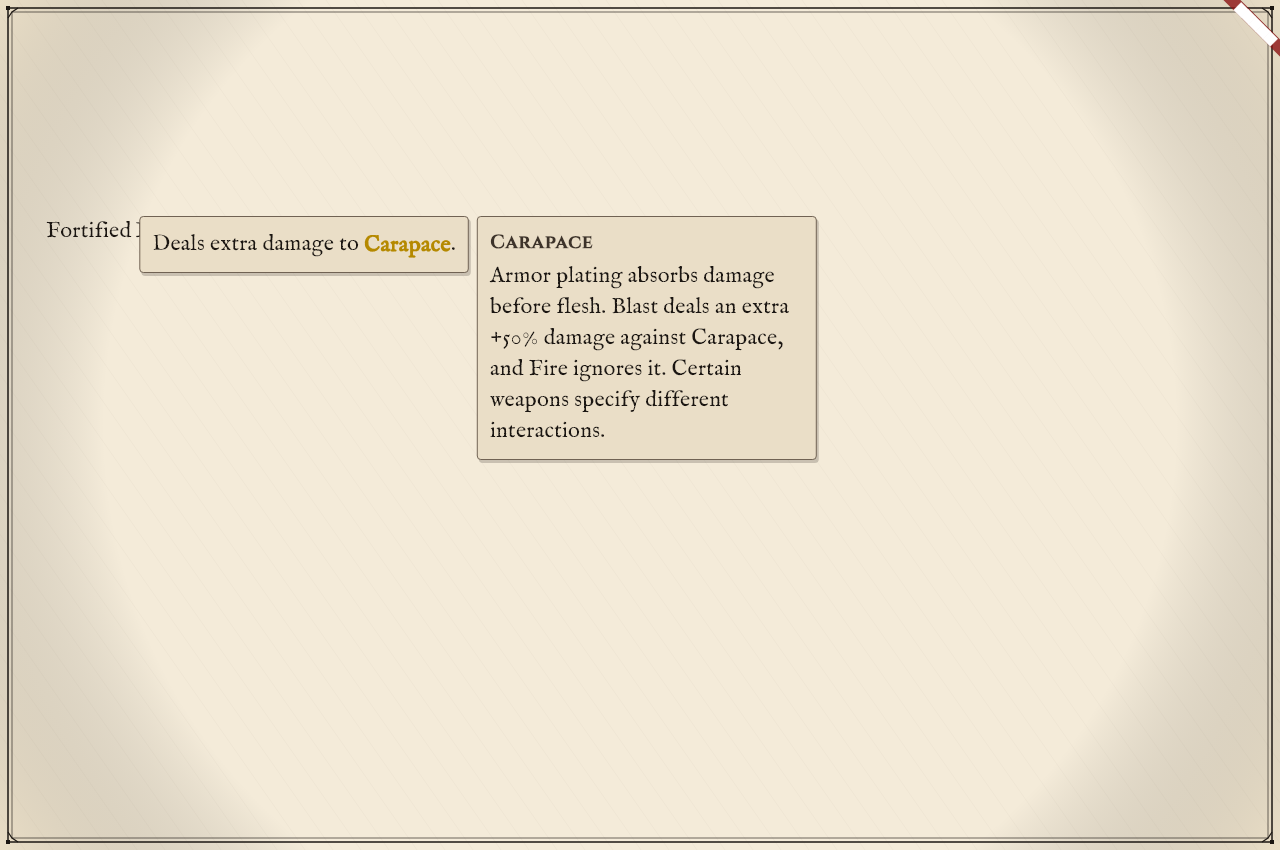 Fortified
Deals extra damage to Carapace.
Carapace
Armor plating absorbs damage
before flesh. Blast deals an extra
+50% damage against Carapace,
and Fire ignores it. Certain
weapons specify different
interactions.